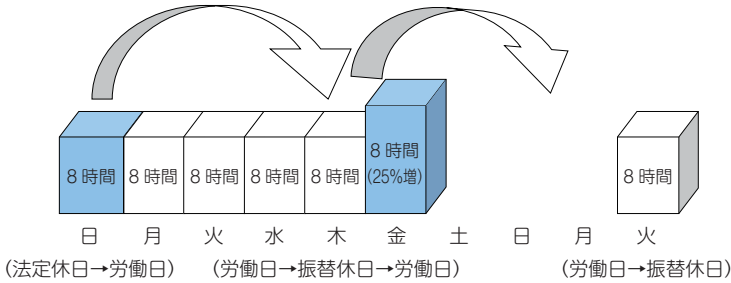 8時間
8時間
8時間
8時間
8時間
8時間
(25%増)
8時間
日 月 火 水 木 金 土 日 月 火
(法定休日→労働日) (労働日→振替休日→労働日) (労働日→振替休日)